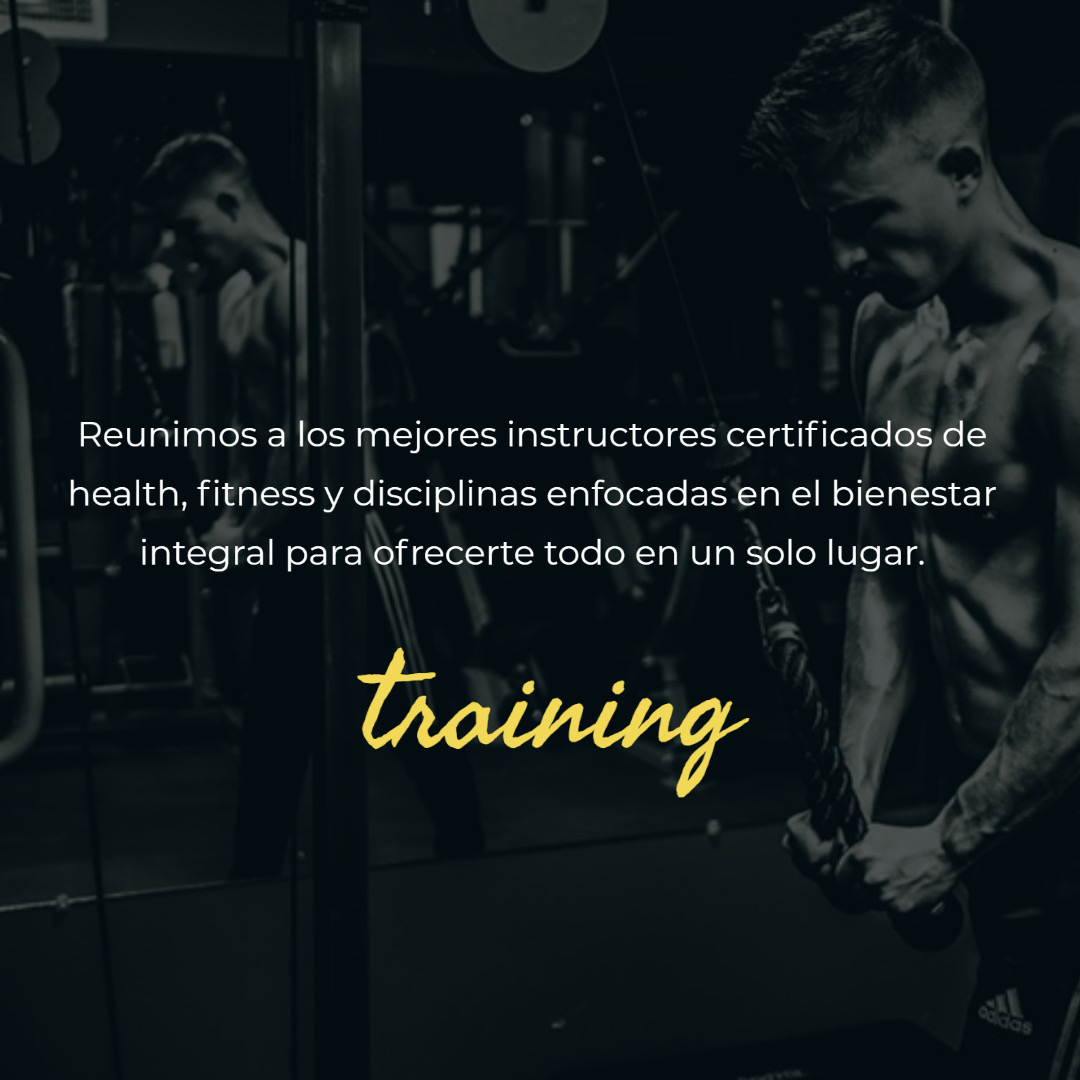 Reunimos a los mejores instructores certificados de
health, fitness y disciplinas enfocadas en el bienestar
integral para ofrecerte todo en un solo lugar.
training
adidas